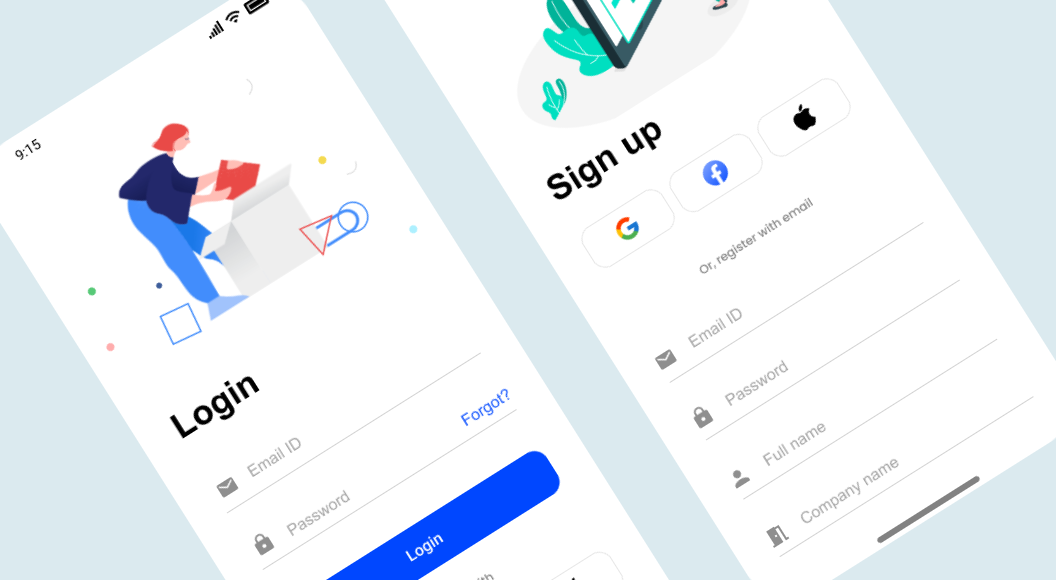 9:15
Login
Email ID
Password
Forgot?
Login
Sign up
Or, register with email
Email ID
Password
Full name
Company name